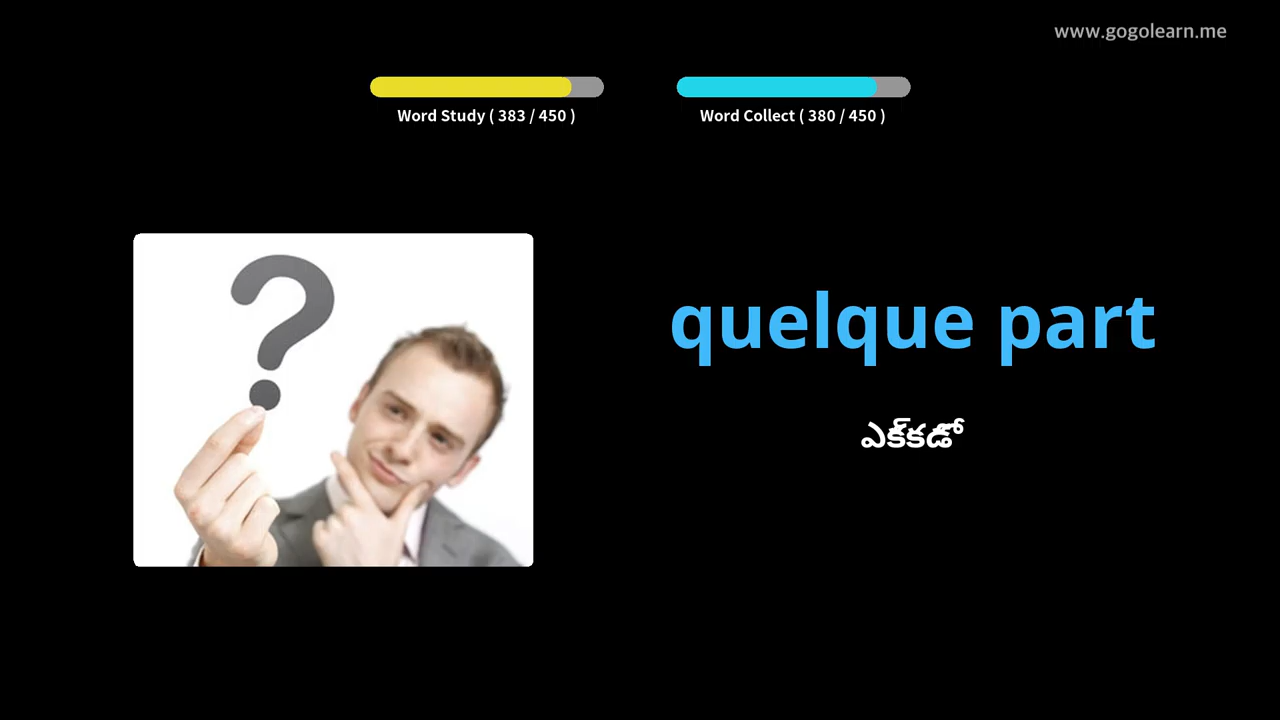 www.gogolearn.me
Word Study ( 383 / 450 )
Word Collect ( 380 / 450 )
quelque part
ఎక్కడో